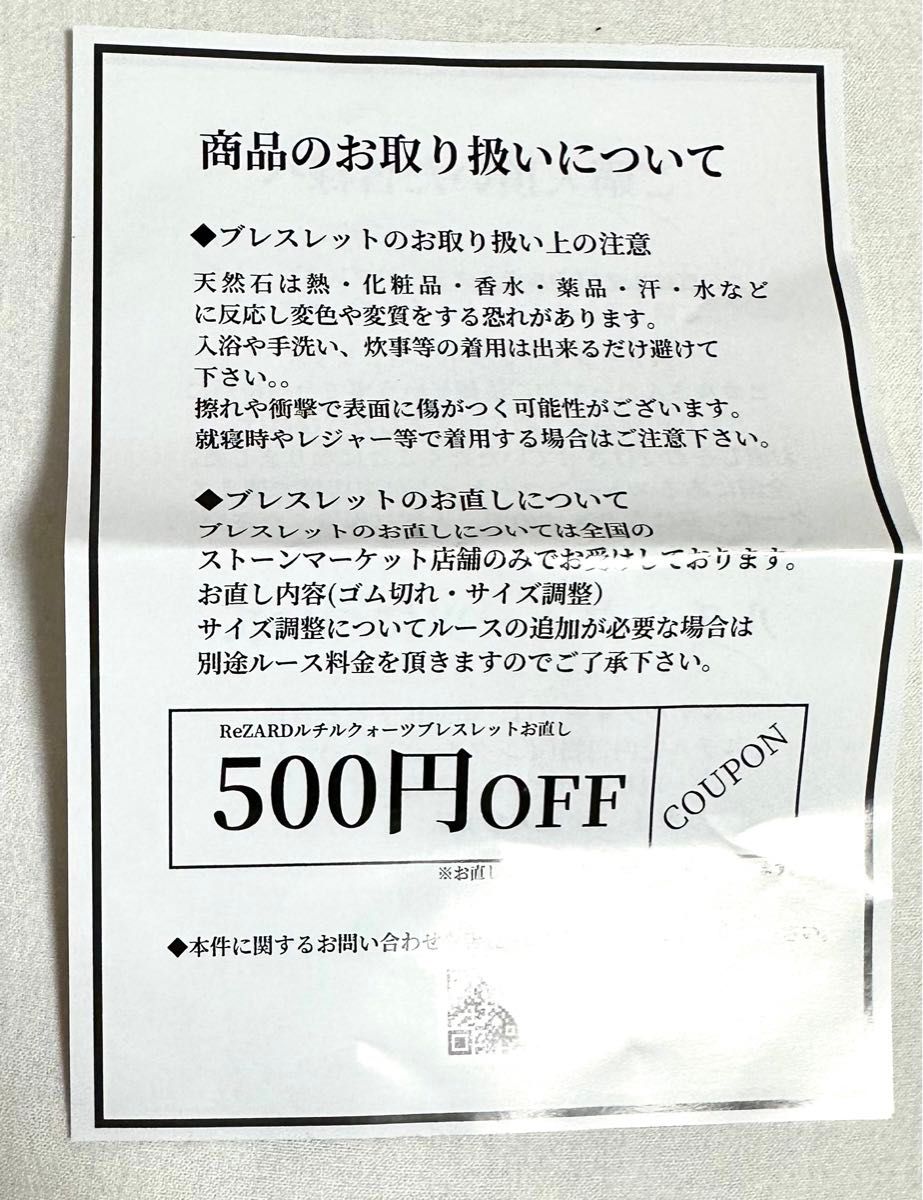 商品のお取り扱いについて
◆ブレスレットのお取り扱い上の注意
天然石は熱・化粧品・香水・薬品・汗・水など
に反応し変色や変質をする恐れがあります。
入浴や手洗い、炊事等の着用は出来るだけ避けて
下さい。。
擦れや衝撃で表面に傷がつく可能性がございます。
就寝時やレジャー等で着用する場合はご注意下さい。
◆ブレスレットのお直しについて
ブレスレットのお直しについては全国の
ストーンマーケット店舗のみでお受けしております。
お直し内容(ゴム切れ・サイズ調整)
サイズ調整についてルースの追加が必要な場合は
別途ルース料金を頂きますのでご了承下さい。
ReZARDルチルクォーツブレスレットお直し
500円OFF
COUPON
※お直し
◆本件に関するお問い合わせ